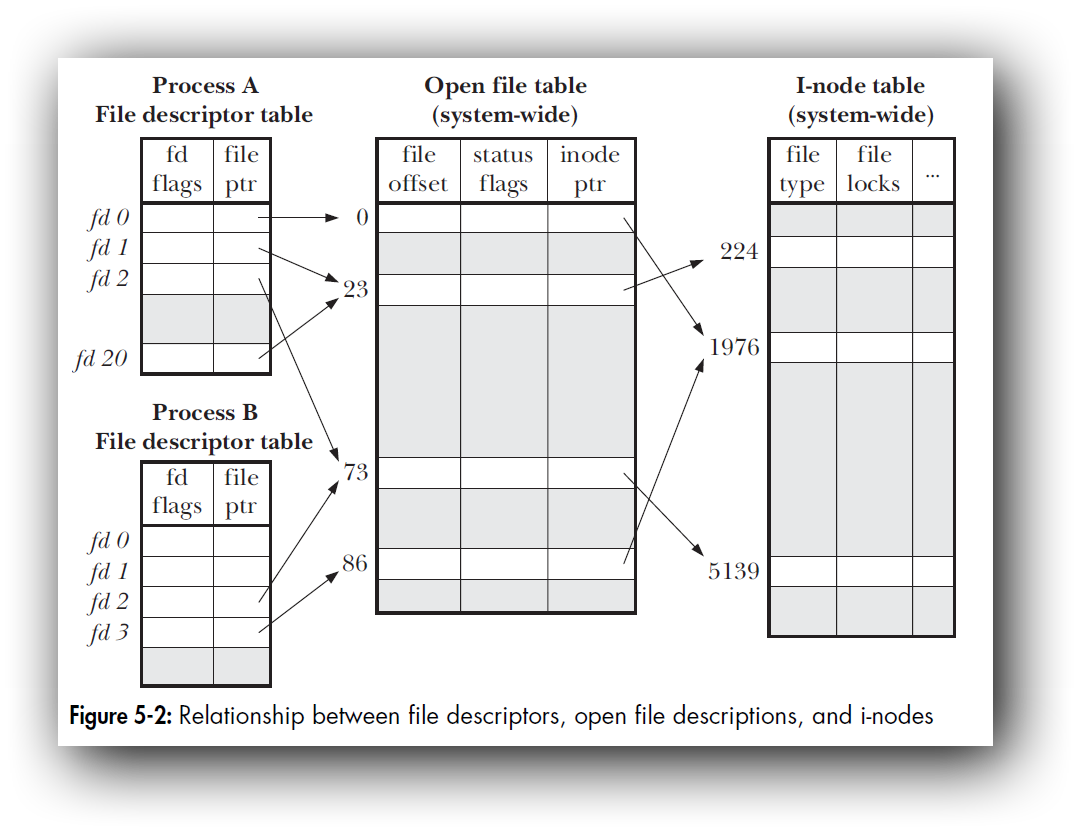 Process A
File descriptor table
fd flags
file ptr
fd 0
fd 1
fd 2
fd 20
Process B
File descriptor table
fd flags
file ptr
fd 0
fd 1
fd 2
fd 3
Open file table
(system-wide)
file offset
status flags
inode ptr
0
23
73
86
I-node table
(system-wide)
file type
file locks
...
224
1976
5139
Figure 5-2: Relationship between file descriptors, open file descriptions, and i-nodes